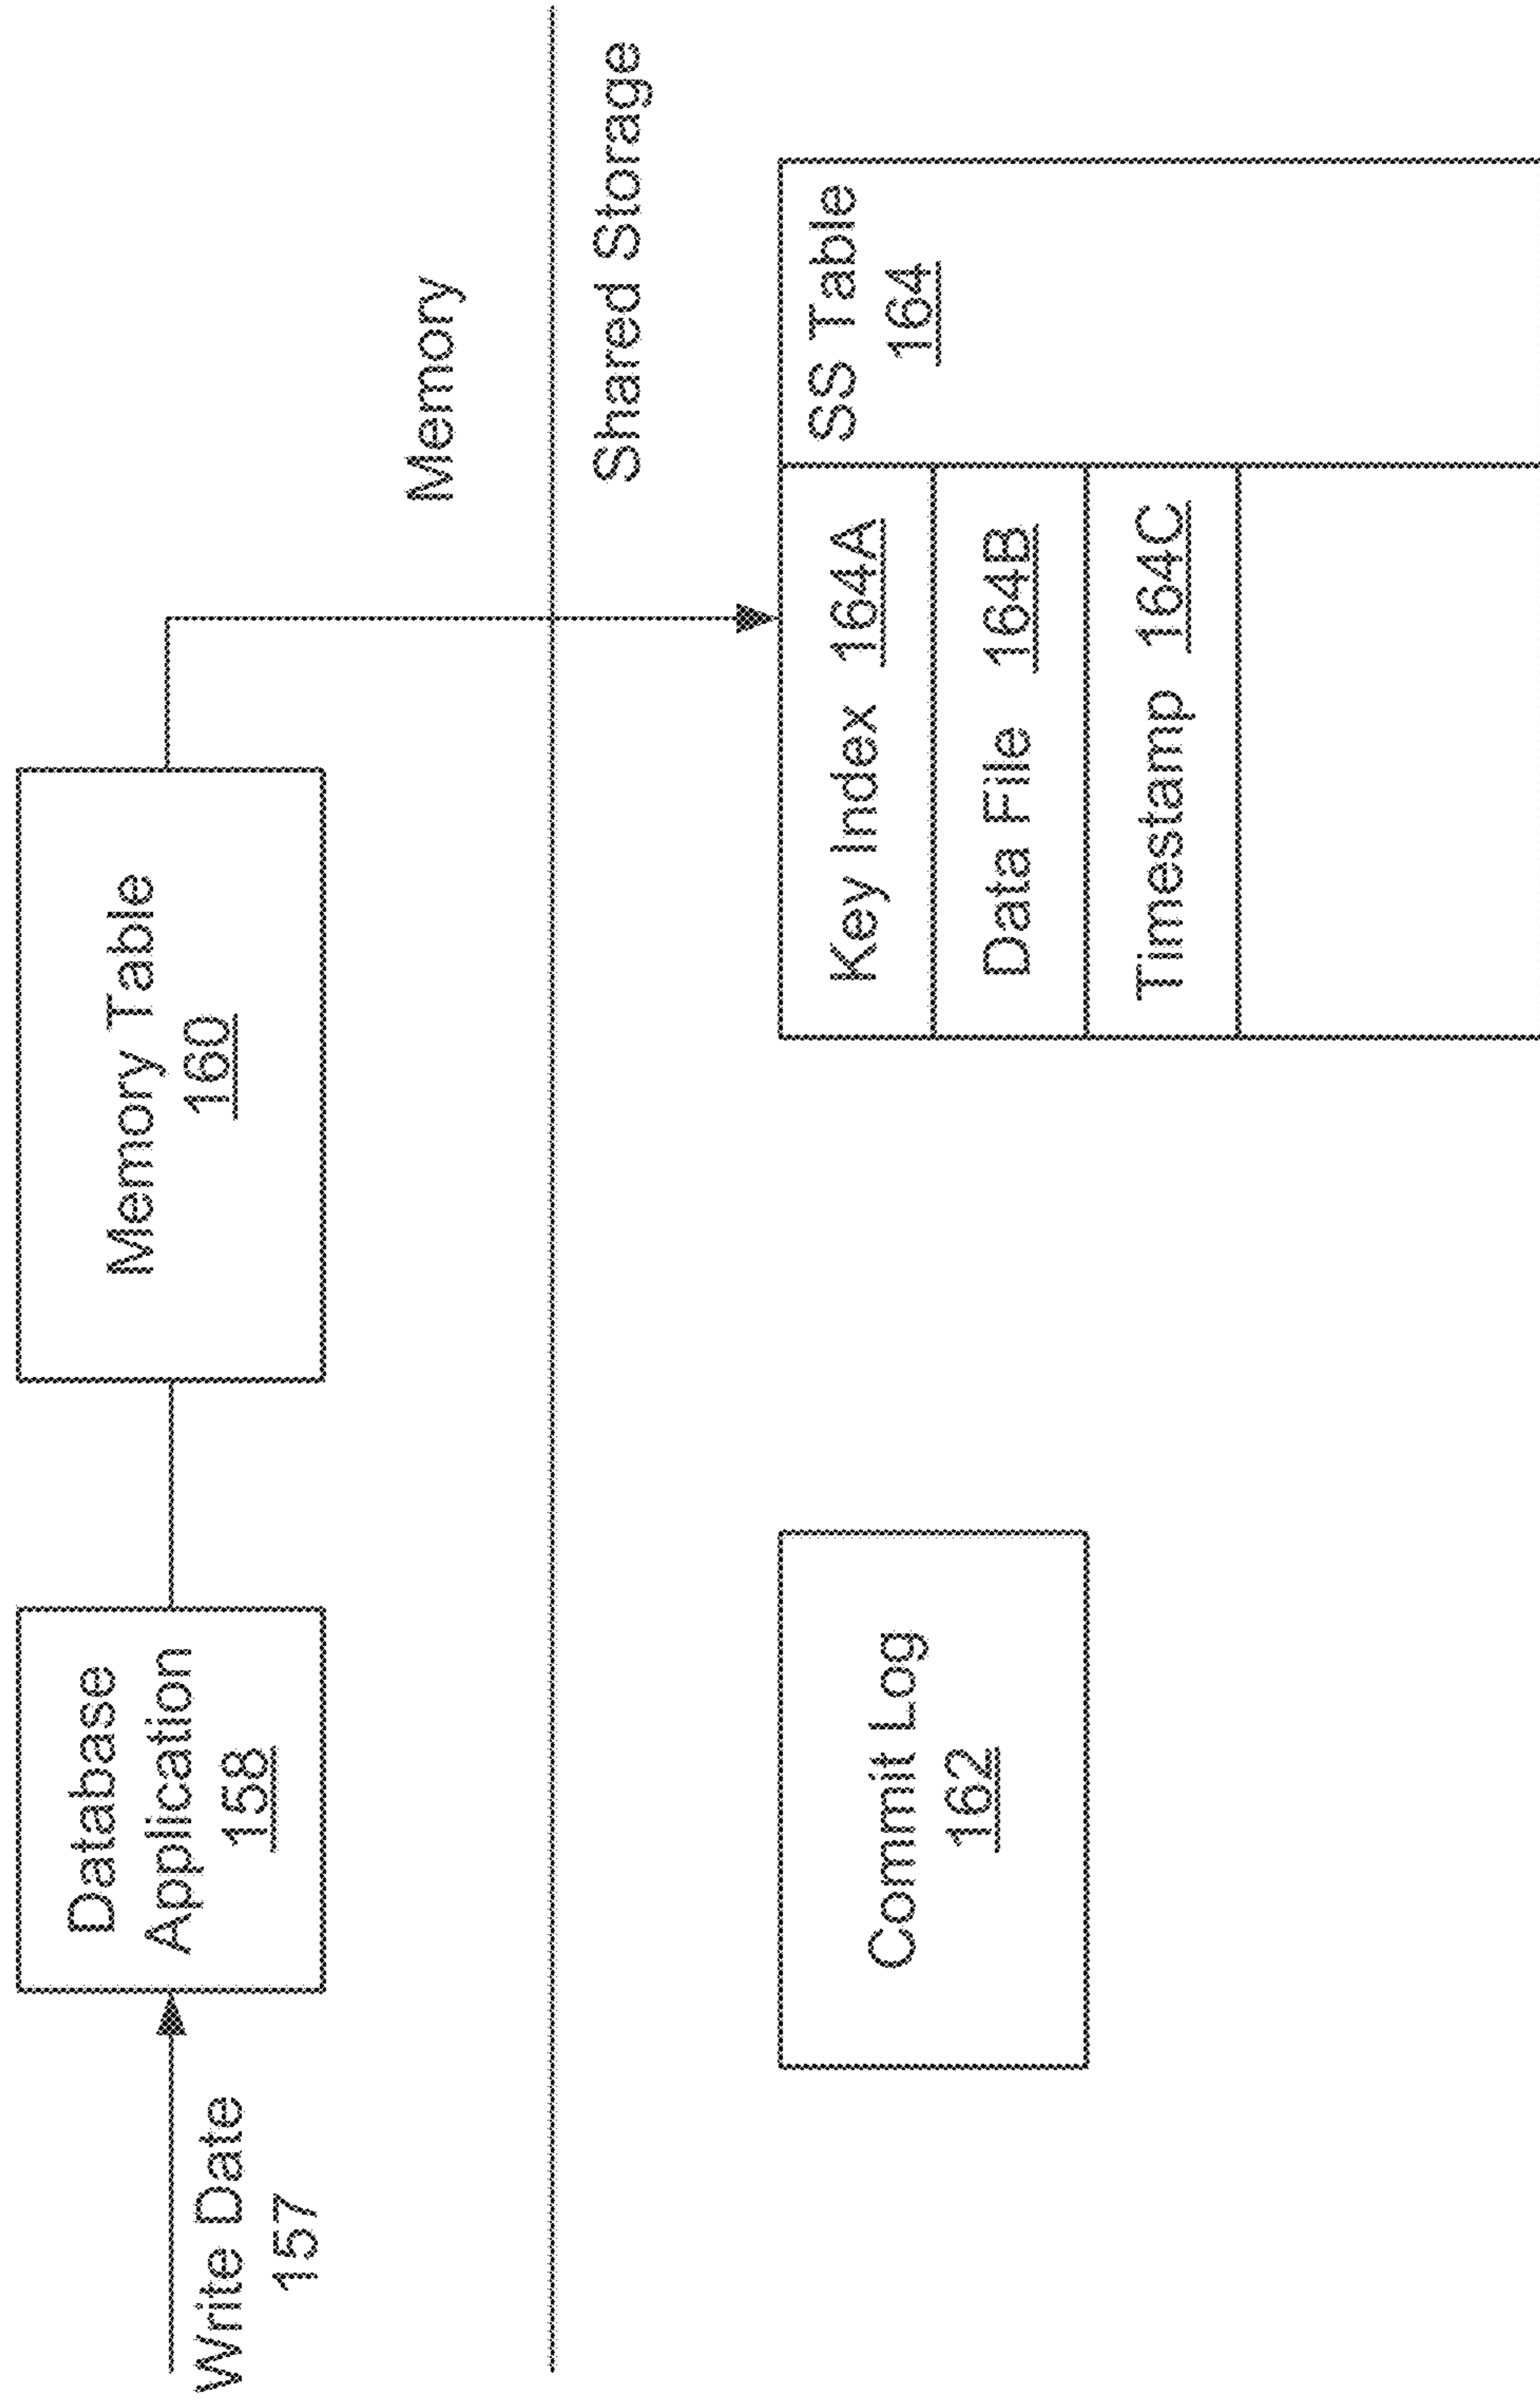 Write Date
157
Database
Application
158
Memory Table
160
Memory
Shared Storage
Commit Log
162
Key Index 164A
Data File 164B
Timestamp 164C
SS Table
164